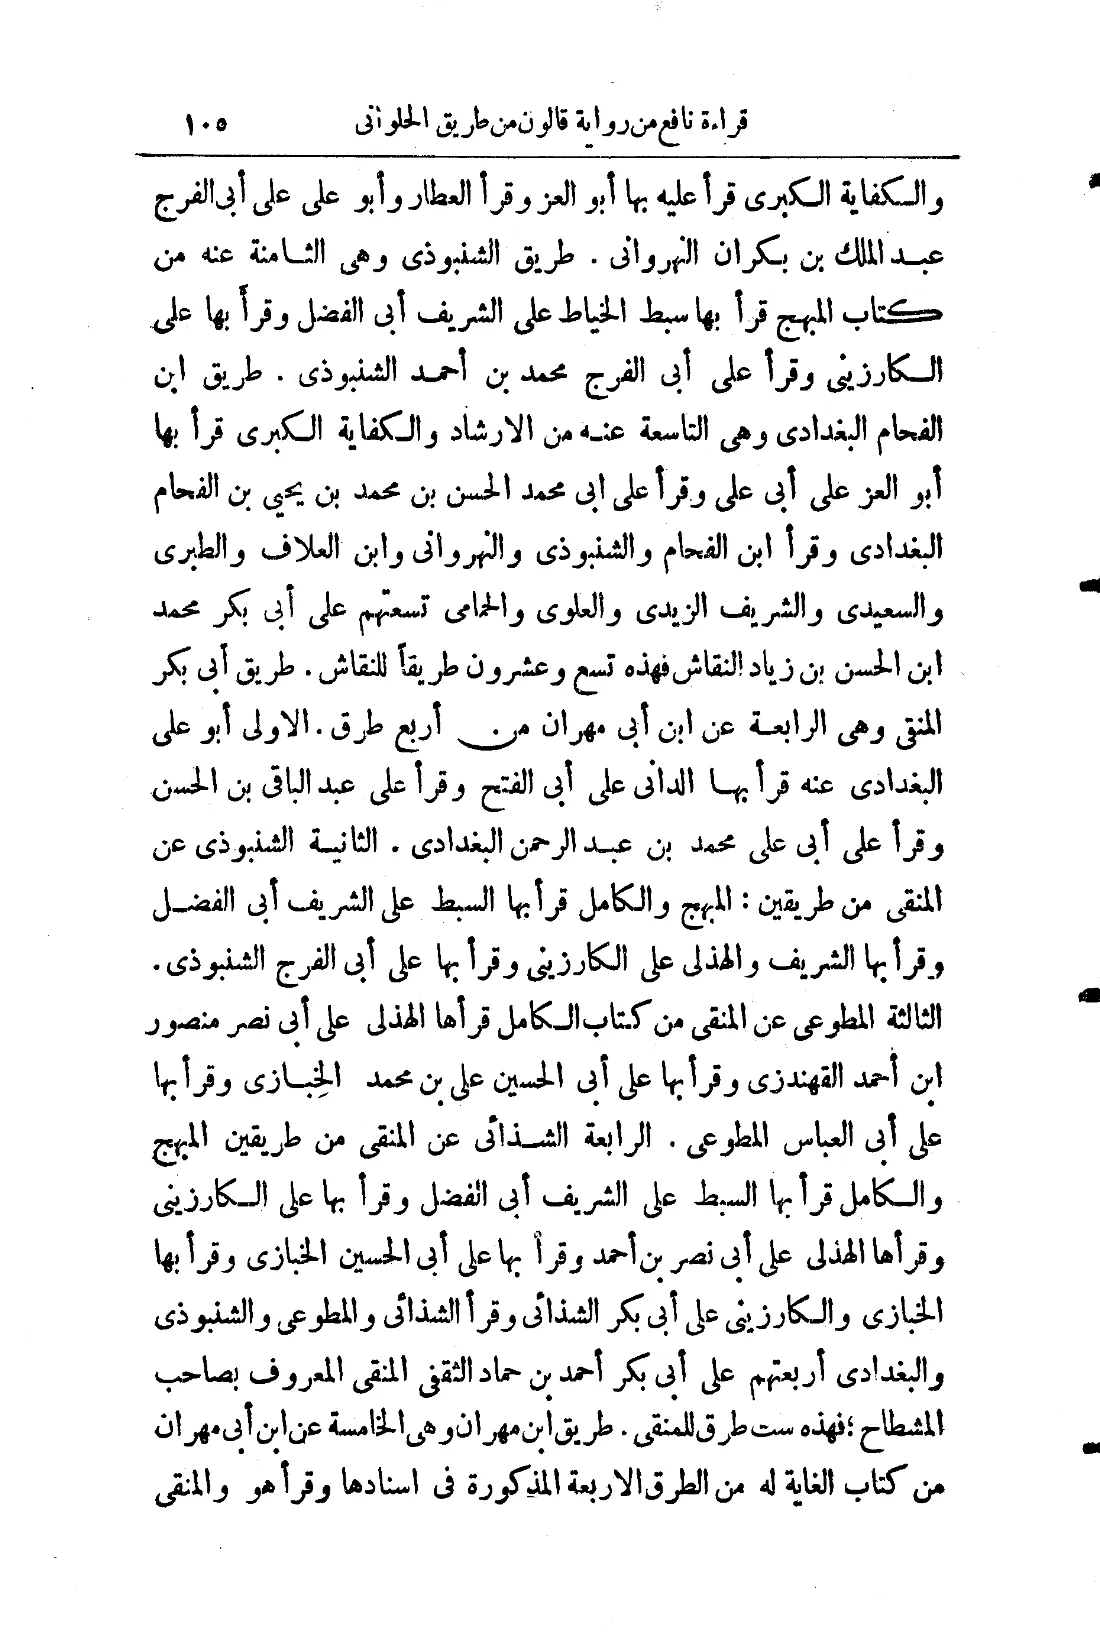 قراءة نافع من رواية قالون من طريق الحلوانى ١٠٥
والكفاية الكبرى قرأ عليه بها أبو العز وقرأ العطار وأبو على على أبى الفرج
عبد الملك بن بكران النهروانى . طريق الشنبوذى وهى الثامنة عنه من
كتاب المبهج قرأ بها سبط الخياط على الشريف أبى الفضل وقرأ بها على
الكارزينى وقرأ على أبى الفرج محمد بن أحمد الشنبوذى . طريق ابن
الفحام البغدادى وهى التاسعة عنه من الارشاد والكفاية الكبرى قرأ بها
أبو العز على أبى على وقرأ على ابى محمد الحسن بن محمد بن يحيى بن الفحام
البغدادى وقرأ ابن الفحام والشنبوذى والنهروانى وابن العلاف والطبرى
والسعيدى والشريف الزيدى والعلوى والحمامى تسعتهم على أبى بكر محمد
ابن الحسن بن زياد النقاش فهذه تسع وعشرون طريقاً للنقاش . طريق أبى بكر
المنقى وهى الرابعة عن ابن أبى مهران من أربع طرق . الاولى أبو على
البغدادى عنه قرأ بها الدانى على أبى الفتح وقرأ على عبد الباقى بن الحسن
وقرأ على أبى على محمد بن عبد الرحمن البغدادى . الثانية الشنبوذى عن
المنقى من طريقين : المبهج والكامل قرأ بها السبط على الشريف أبى الفضل
وقرأ بها الشريف والهذلى على الكارزينى وقرأ بها على أبى الفرج الشنبوذى .
الثالثة المطوعى عن المنقى من كتاب الكامل قرأها الهذلى على أبى نصر منصور
ابن أحمد القهندزى وقرأ بها على أبى الحسين على بن محمد الخبازى وقرأ بها
على أبى العباس المطوعى . الرابعة الشذائى عن المنقى من طريقين المبهج
والكامل قرأ بها السبط على الشريف أبى الفضل وقرأ بها على الكارزينى
وقرأها الهذلى على أبى نصر بن أحمد وقرأ بها على أبى الحسين الخبازى وقرأ بها
الخبازى والكارزينى على أبى بكر الشذائى وقرأ الشذائى والمطوعى والشنبوذى
والبغدادى أربعتهم على أبى بكر أحمد بن حماد الثقفى المنقى المعروف بصاحب
المشطاح ؛ فهذه ست طرق للمنقى . طريق ابن مهران وهى الخامسة عن ابن أبى مهران
من كتاب الغاية له من الطرق الاربعة المذكورة فى اسنادها وقرأ هو والمنقى